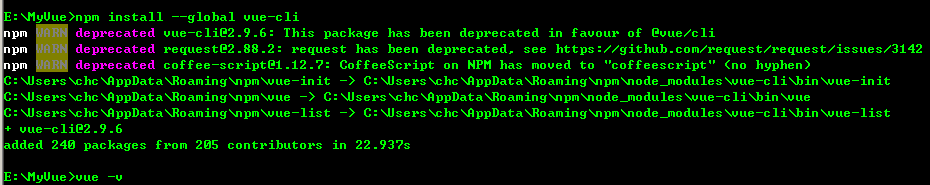 E:\MyVue>npm install --global vue-cli
npm WARN deprecated vue-cli@2.9.6: This package has been deprecated in favour of @vue/cli
npm WARN deprecated request@2.88.2: request has been deprecated, see https://github.com/request/request/issues/3142
npm WARN deprecated coffee-script@1.12.7: CoffeeScript on NPM has moved to "coffeescript" (no hyphen)
C:\Users\chc\AppData\Roaming\npm\vue-init -> C:\Users\chc\AppData\Roaming\npm\node_modules\vue-cli\bin\vue-init
C:\Users\chc\AppData\Roaming\npm\vue -> C:\Users\chc\AppData\Roaming\npm\node_modules\vue-cli\bin\vue
C:\Users\chc\AppData\Roaming\npm\vue-list -> C:\Users\chc\AppData\Roaming\npm\node_modules\vue-cli\bin\vue-list
+ vue-cli@2.9.6
added 240 packages from 205 contributors in 22.937s
E:\MyVue>vue -v